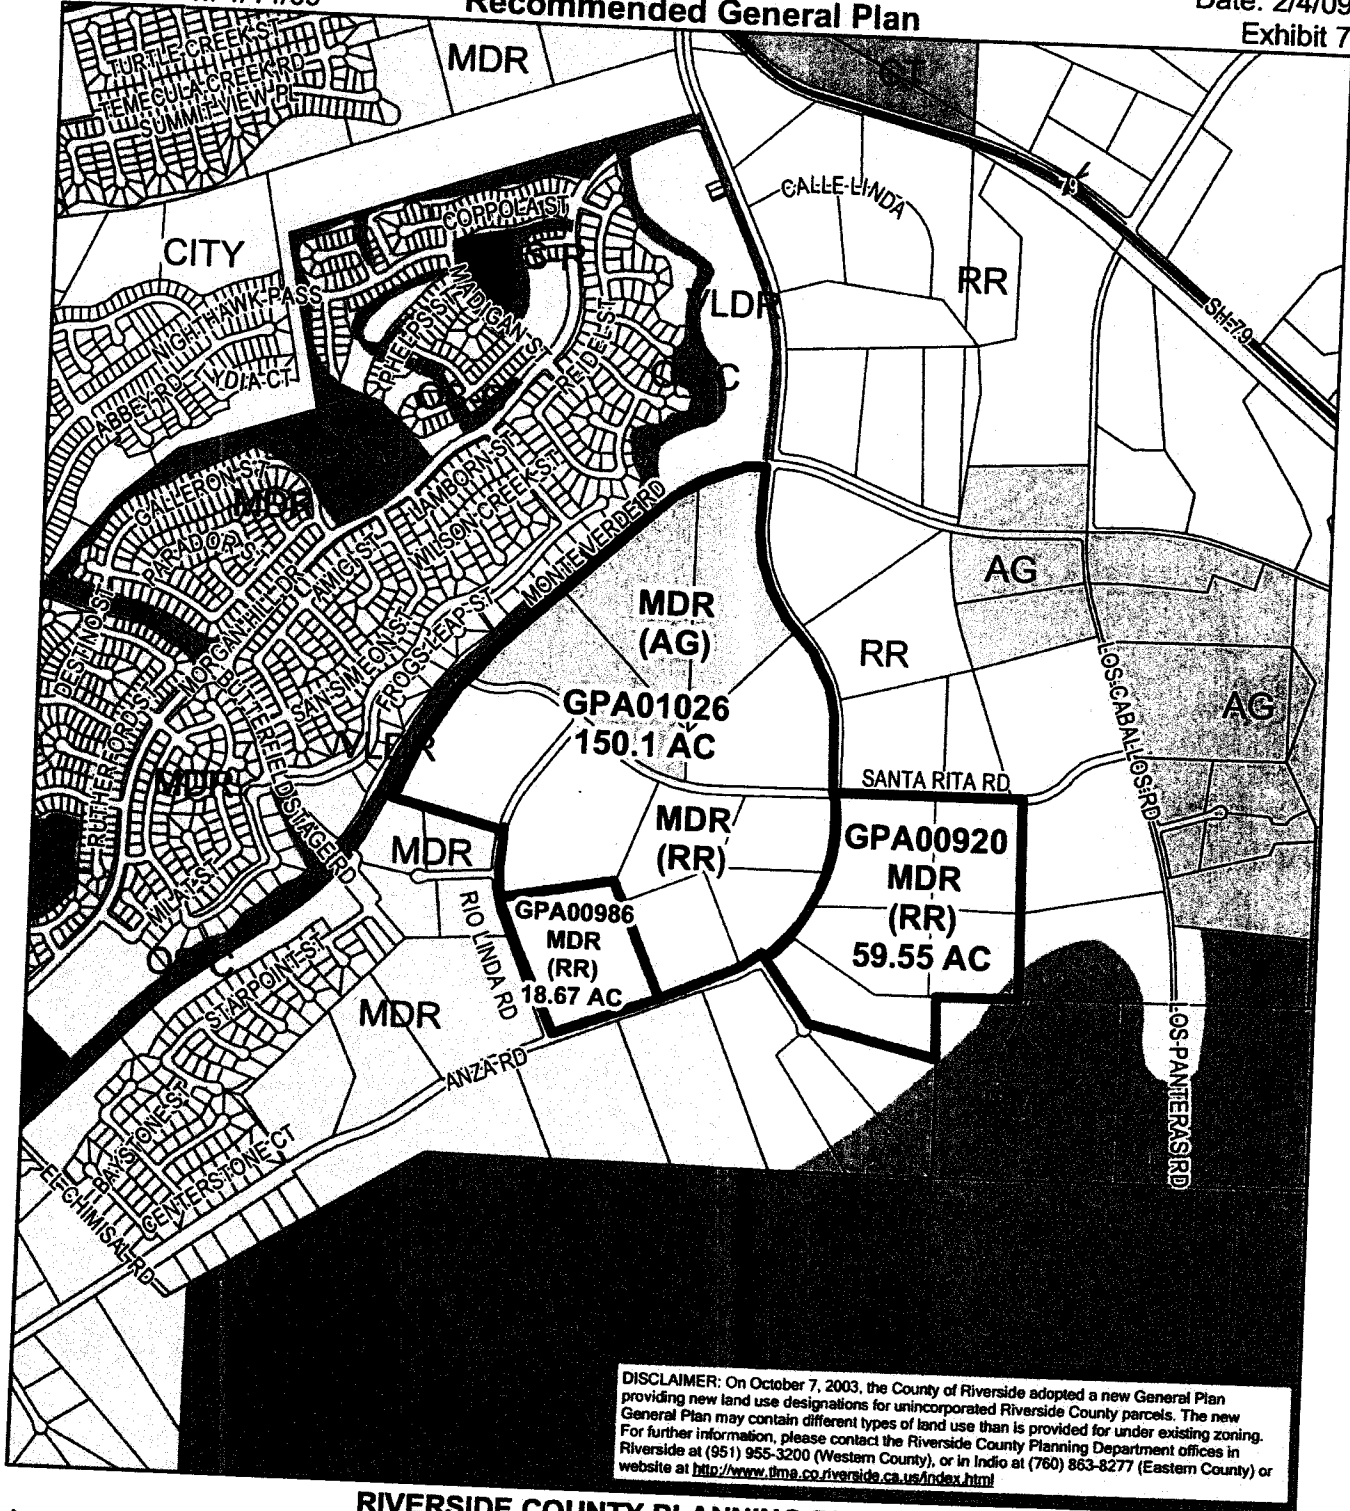 Recommended General Plan
Date: 2/4/09
Exhibit 7
TURTLE CREEK ST
TEMECULA CREEK RD
SUMMIT VIEW PL
MDR
CT
79
CALLE LINDA
CITY
COPPOLA ST
RR
NIGHTHAWK PASS
MADIGAN ST
PHELPS ST
REIDEL ST
VLDR
SH-79
ABBEY RD
LYDIA CT
GALLERON ST
MDR
PARADOR ST
FLAMBORN ST
WILSON CREEK ST
MONTE VERDE RD
AMICI ST
MORGAN HILL DR
DESTINO ST
FROGS LEAP ST
SAN SIMEON ST
BUTTERFIELD STAGE RD
RUTHERFORD ST
MDR
(AG)
AG
RR
LOS CABALLOS RD
AG
GPA01026
150.1 AC
VLDR
MDR
SANTA RITA RD
MDR
(RR)
GPA00920
MDR
(RR)
59.55 AC
MDR
MILAT ST
RIO LINDA RD
GPA00986
MDR
(RR)
18.67 AC
STARPOINT ST
MDR
ANZA RD
LOS PANTERAS RD
BAYSTONE ST
CENTERSTONE CT
EL CHIMISAL RD
DISCLAIMER: On October 7, 2003, the County of Riverside adopted a new General Plan
providing new land use designations for unincorporated Riverside County parcels. The new
General Plan may contain different types of land use than is provided for under existing zoning.
For further information, please contact the Riverside County Planning Department offices in
Riverside at (951) 955-3200 (Western County), or in Indio at (760) 863-8277 (Eastern County) or
website at http://www.tlma.co.riverside.ca.us/index.html
RIVERSIDE COUNTY PLANNING